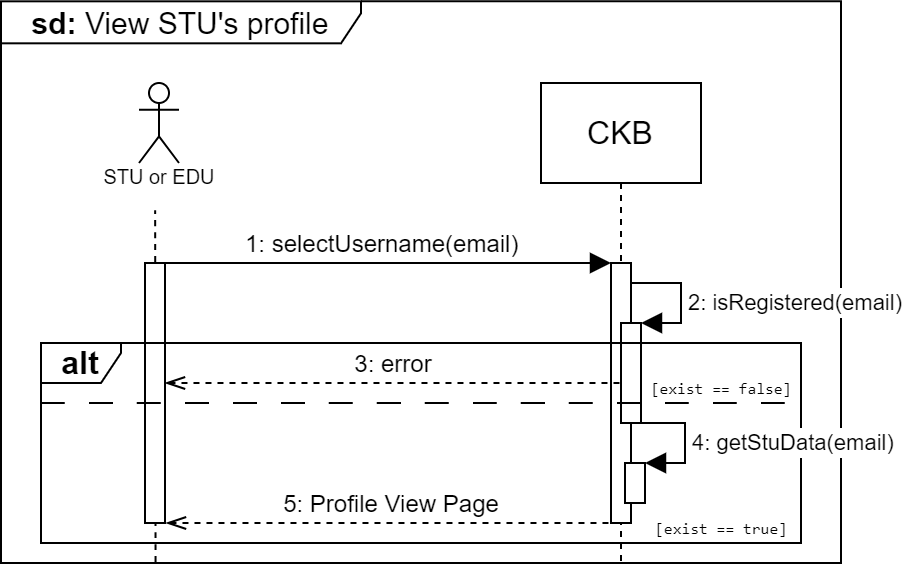 sd: View STU's profile
STU or EDU
CKB
1: selectUsername(email)
2: isRegistered(email)
alt
3: error
[exist == false]
4: getStuData(email)
5: Profile View Page
[exist == true]